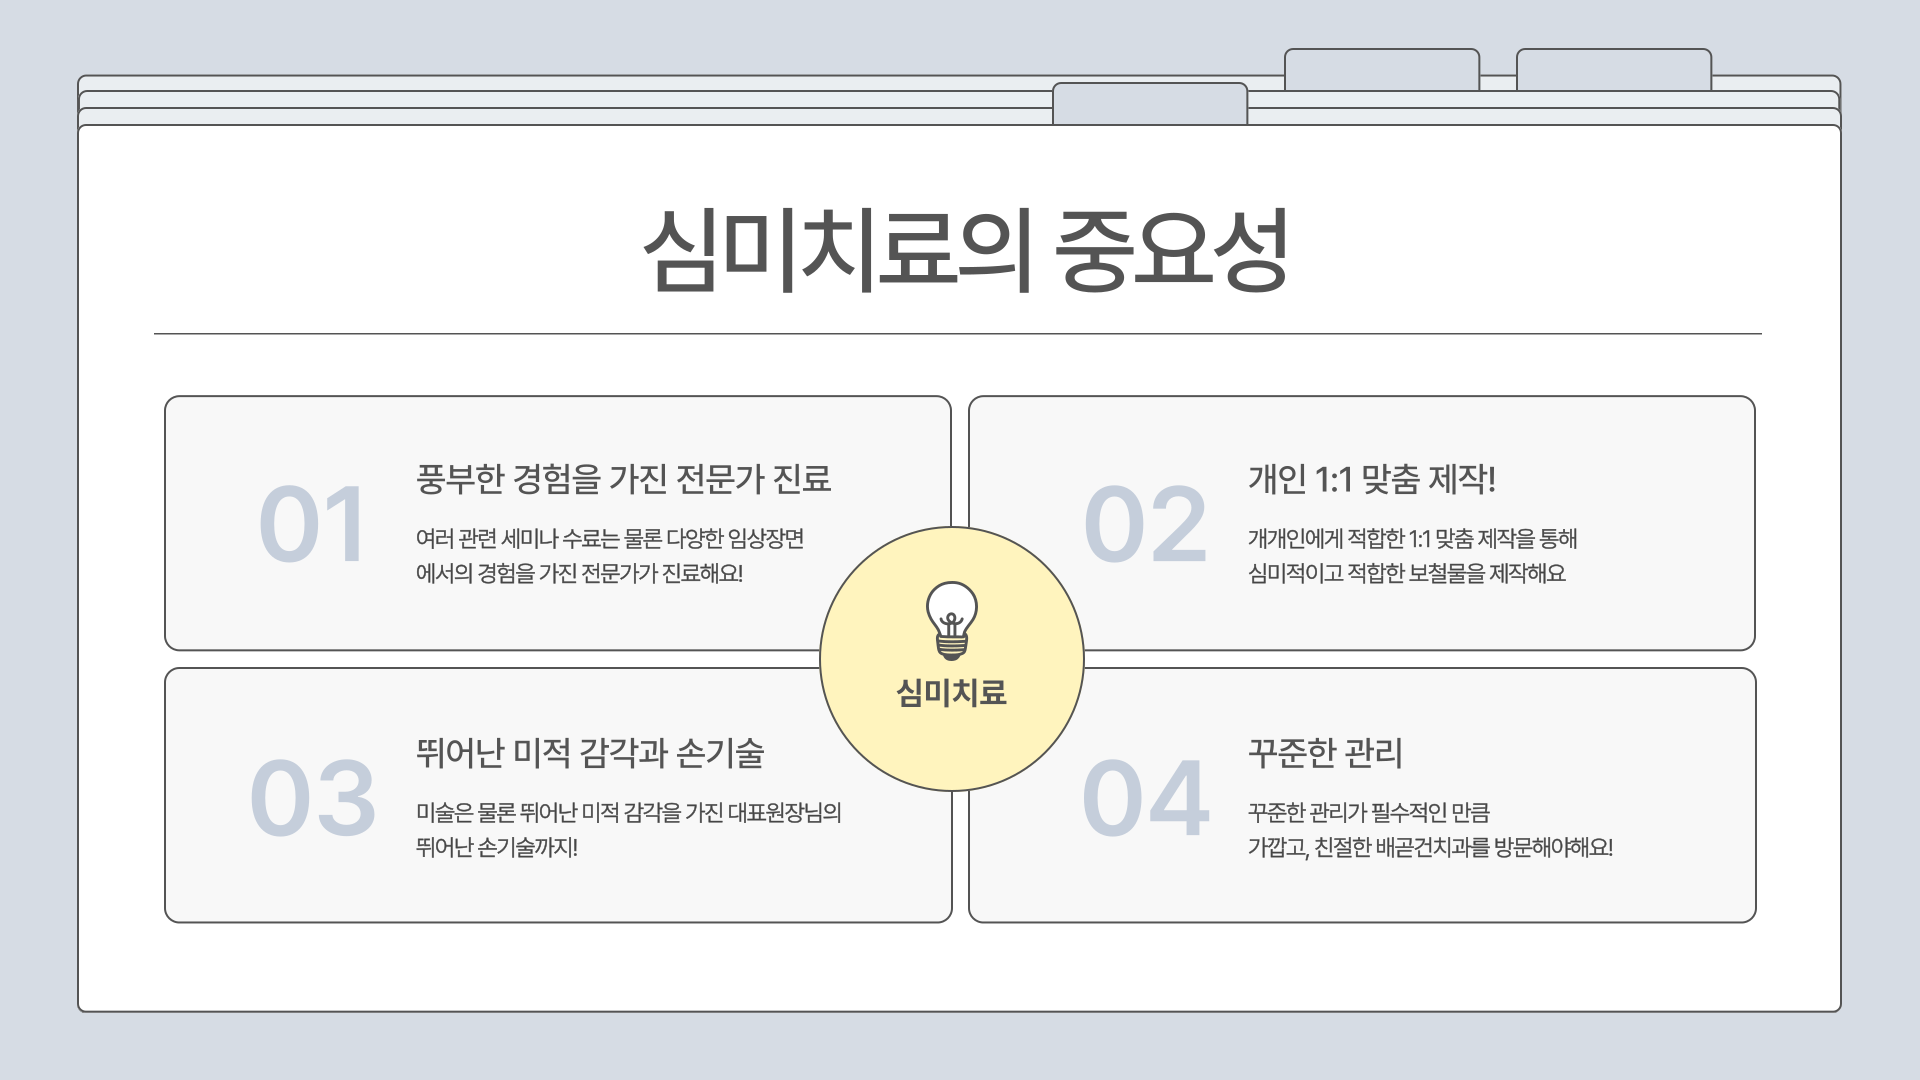 심미치료의 중요성
01
풍부한 경험을 가진 전문가 진료
여러 관련 세미나 수료는 물론 다양한 임상장면
에서의 경험을 가진 전문가가 진료해요!
02
개인 1:1 맞춤 제작!
개개인에게 적합한 1:1 맞춤 제작을 통해
심미적이고 적합한 보철물을 제작해요
심미치료
03
뛰어난 미적 감각과 손기술
미술은 물론 뛰어난 미적 감각을 가진 대표원장님의
뛰어난 손기술까지!
04
꾸준한 관리
꾸준한 관리가 필수적인 만큼
가깝고, 친절한 배곧건치과를 방문해야해요!